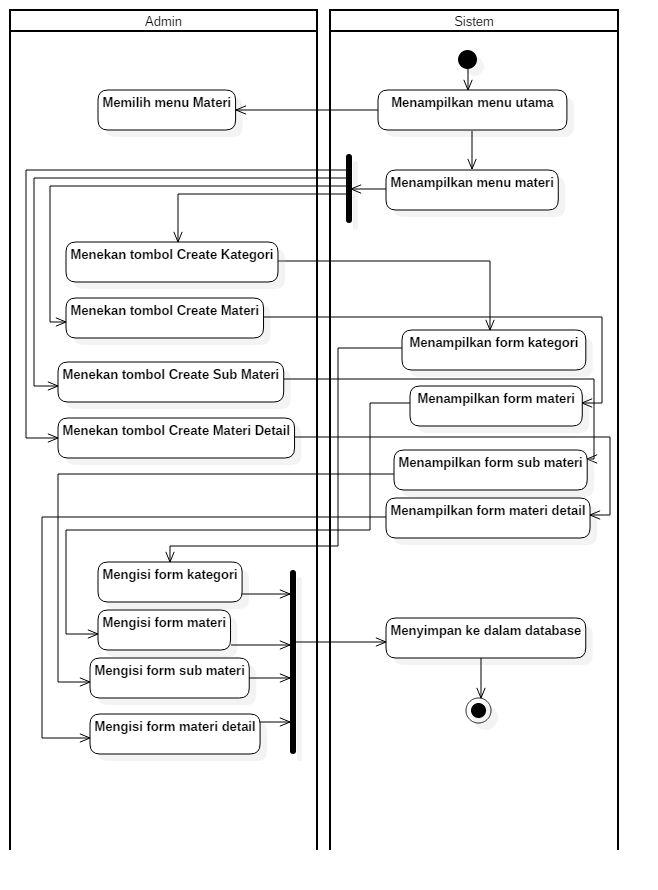 Admin
Sistem
Memilih menu Materi
Menampilkan menu utama
Menampilkan menu materi
Menekan tombol Create Kategori
Menekan tombol Create Materi
Menampilkan form kategori
Menekan tombol Create Sub Materi
Menampilkan form materi
Menekan tombol Create Materi Detail
Menampilkan form sub materi
Menampilkan form materi detail
Mengisi form kategori
Mengisi form materi
Menyimpan ke dalam database
Mengisi form sub materi
Mengisi form materi detail